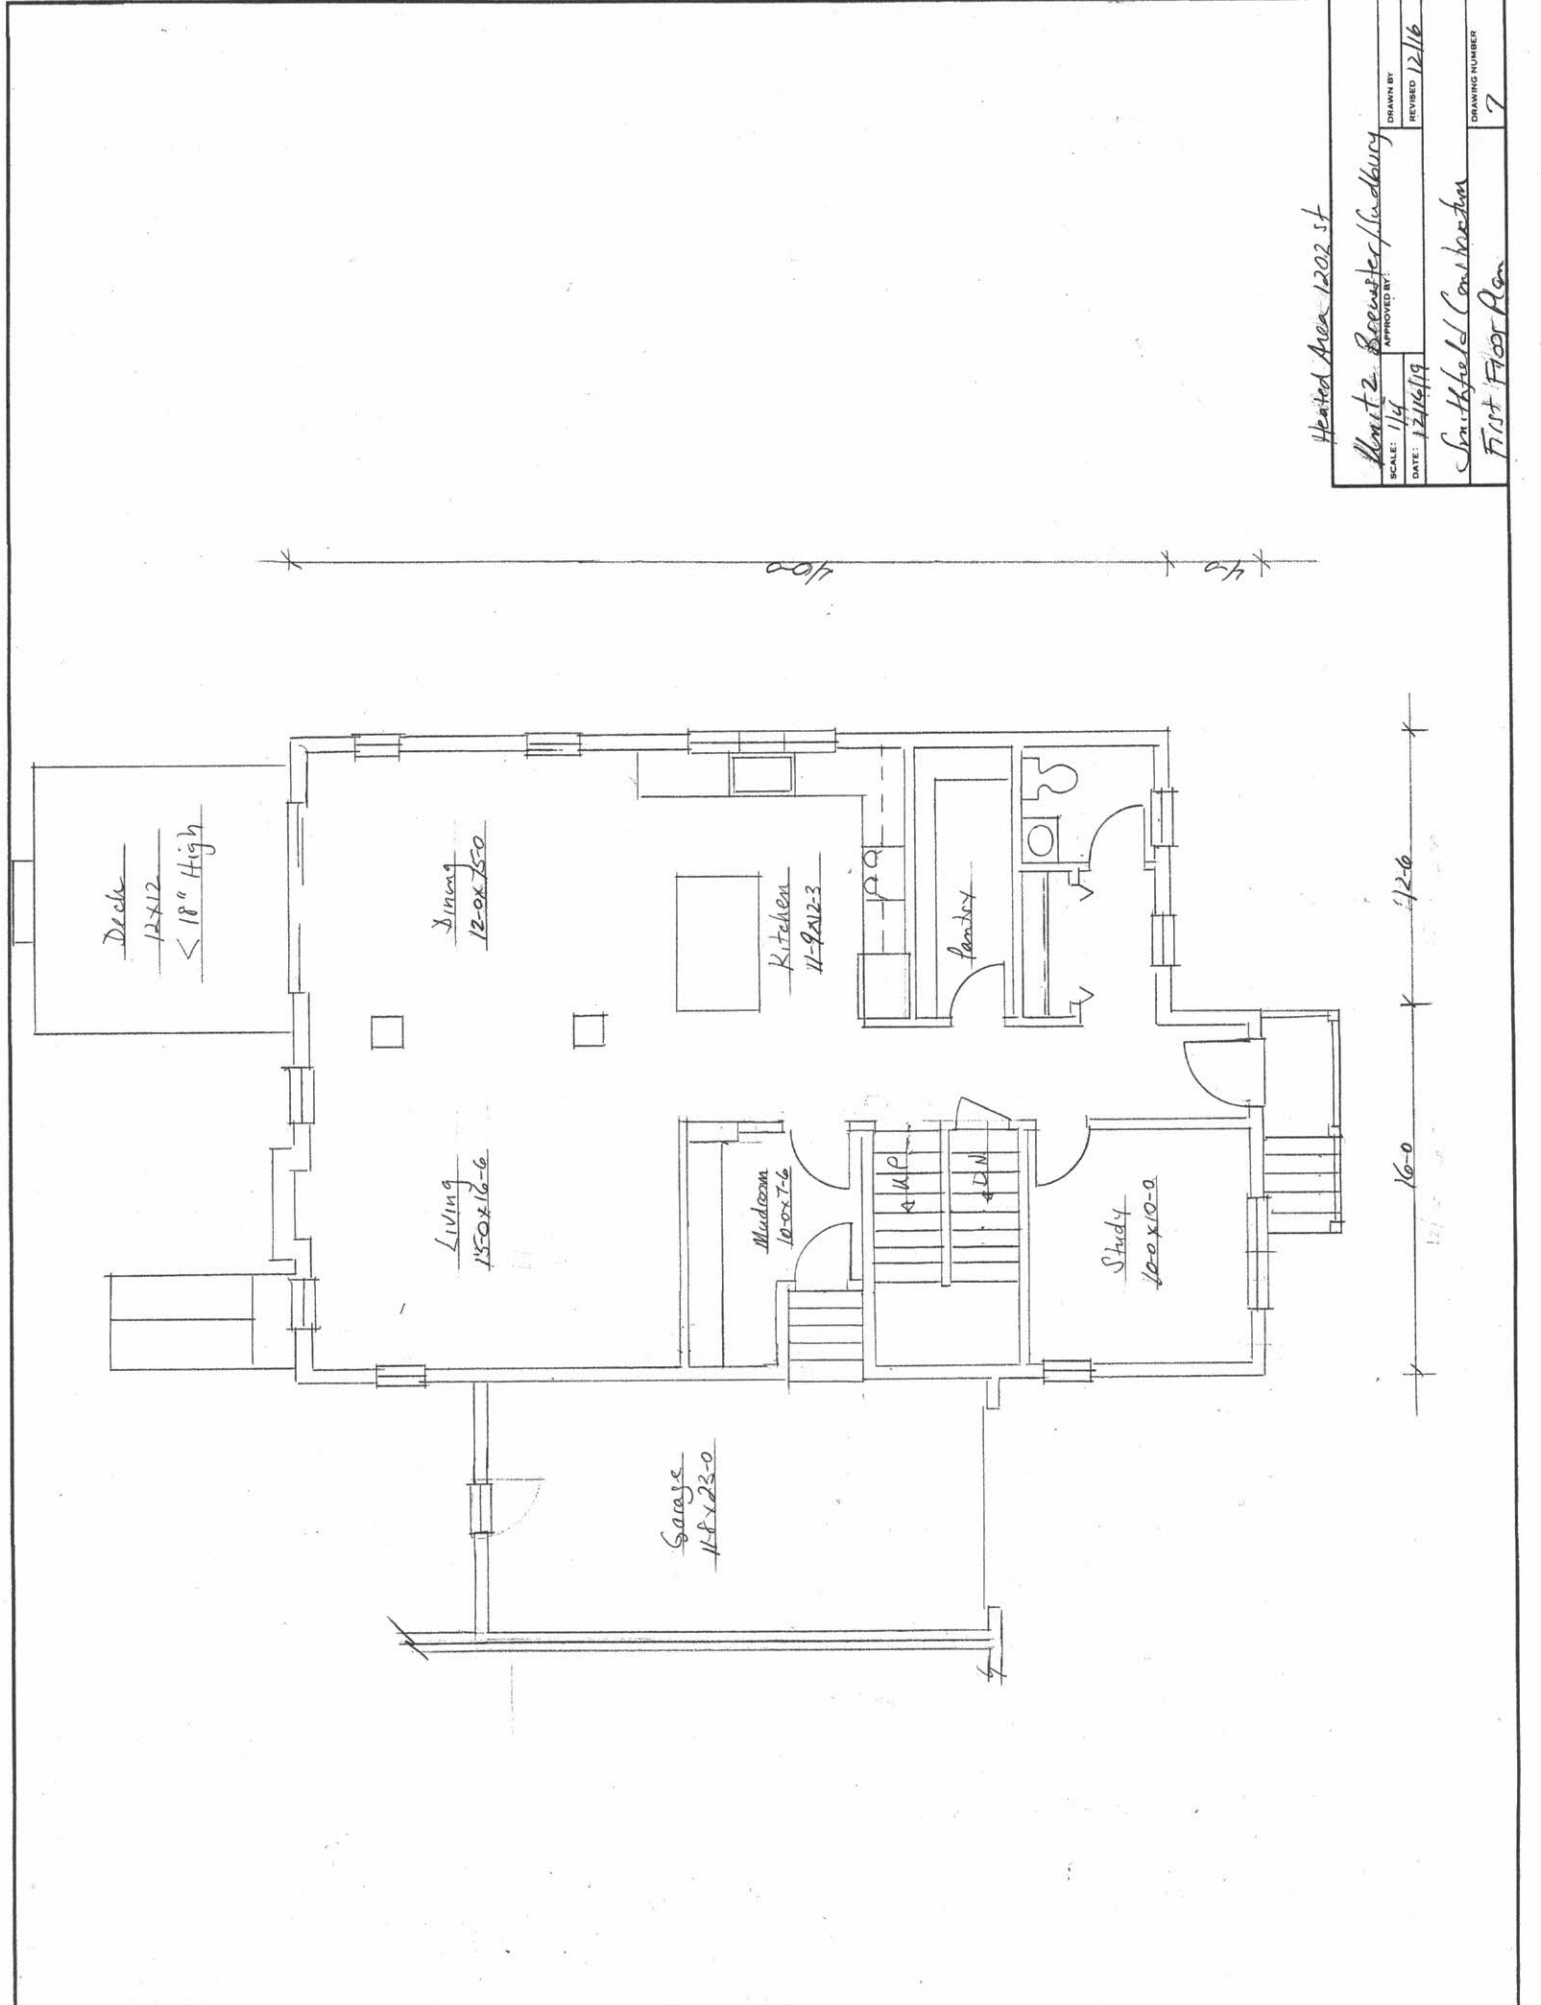 Deck
12x12
< 18" High
Dining
12-0x15-0
Living
15-0x16-6
Kitchen
11-9x12-3
Pantry
Mudroom
10-0x7-6
UP
DN
Study
10-0x10-0
Garage
11-8x23-0
40-0
4-0
12-6
16-0
Heated Area 1202 sf
Unit 2 Brewster/Sudbury
SCALE: 1/4
APPROVED BY:
DRAWN BY
DATE: 12/16/19
REVISED 12/16
Smithfield Construction
First Floor Plan
DRAWING NUMBER
7